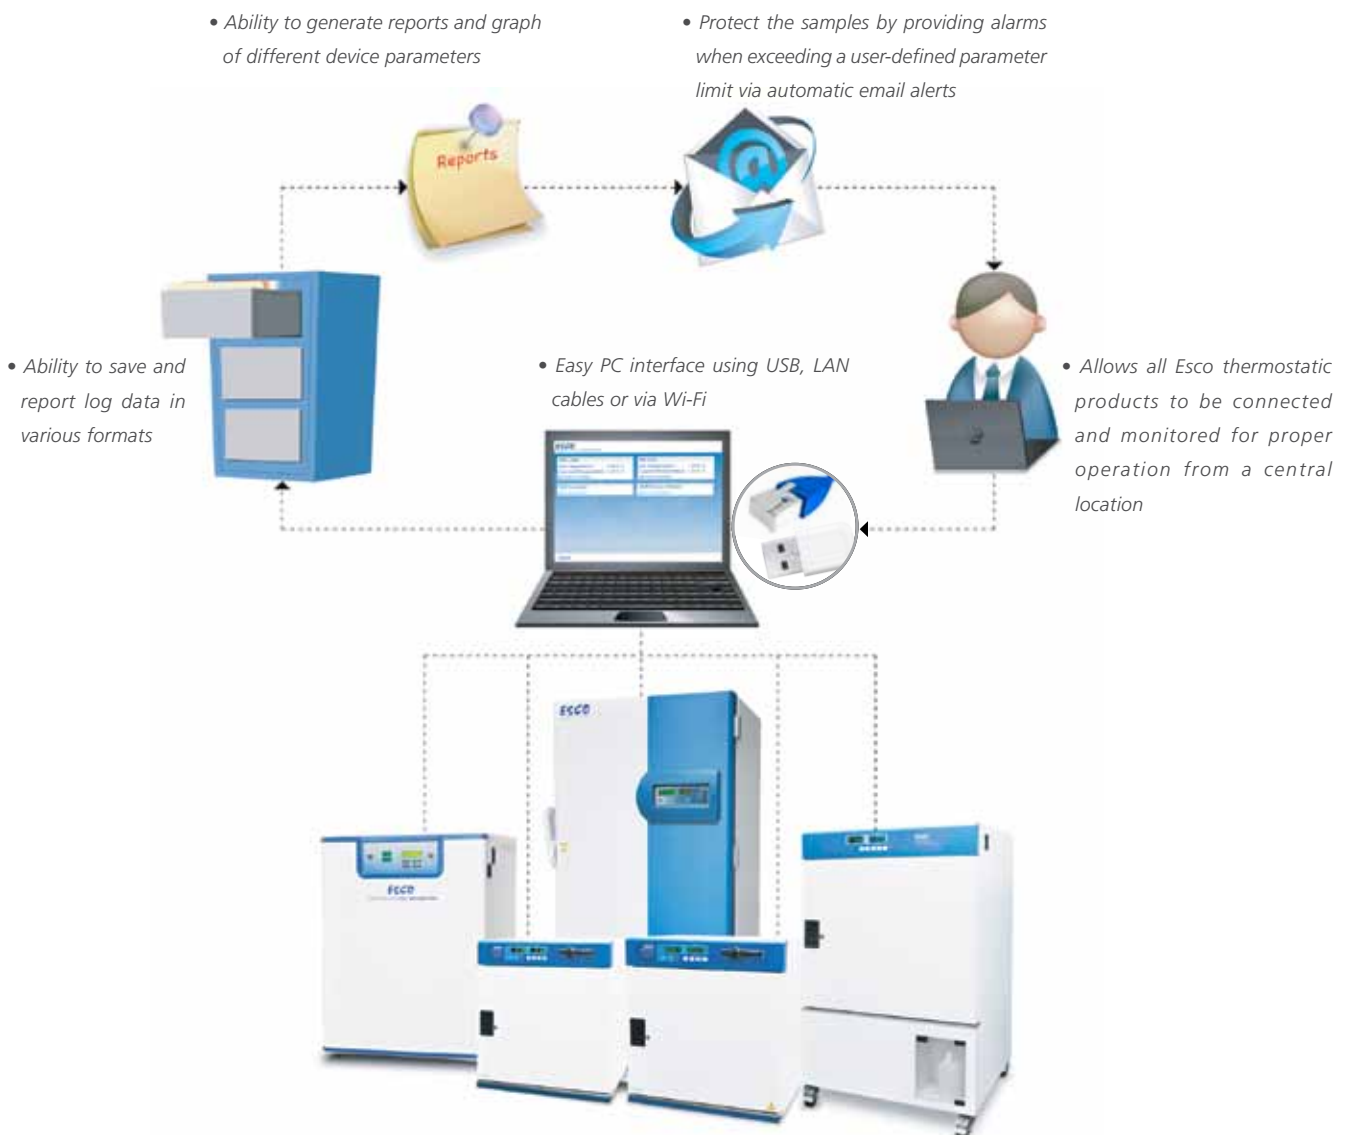 • Ability to generate reports and graph
of different device parameters
• Protect the samples by providing alarms
when exceeding a user-defined parameter
limit via automatic email alerts
Reports
• Ability to save and
report log data in
various formats
• Easy PC interface using USB, LAN
cables or via Wi-Fi
• Allows all Esco thermostatic
products to be connected
and monitored for proper
operation from a central
location
esco
ESCO
ESCO